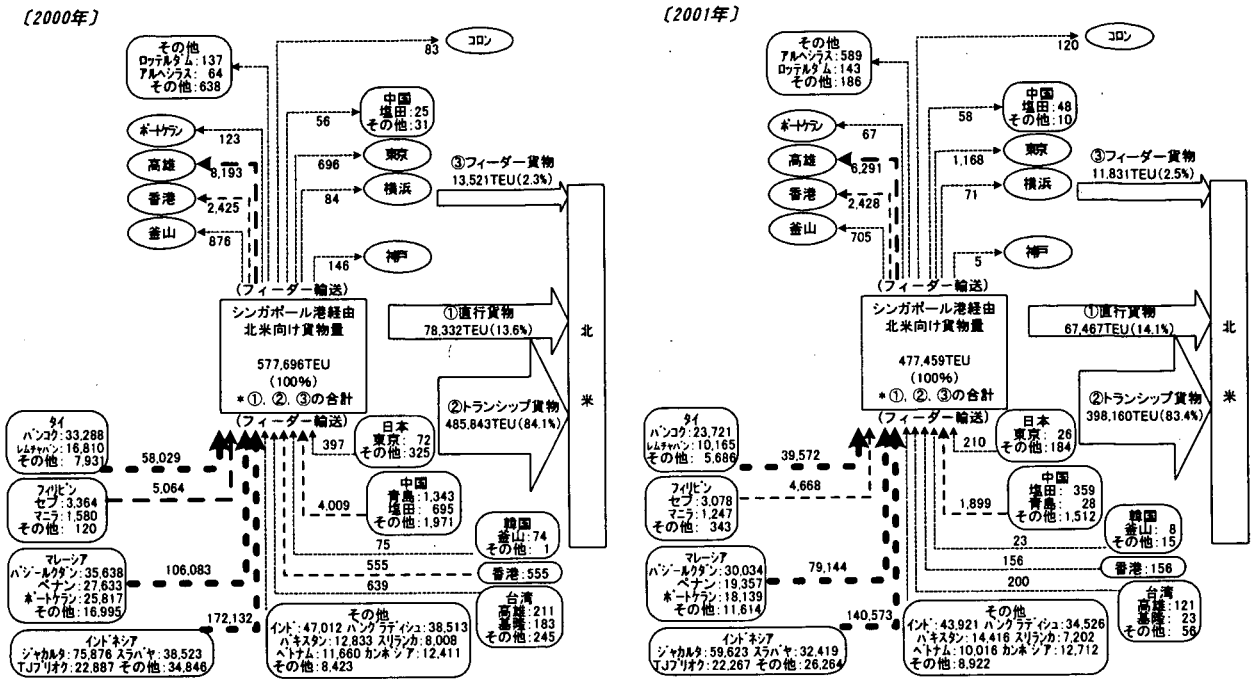 〔2000年〕
コロン
83
その他
ロッテルダム:137
アルヘシラス: 64
その他:638
中国
塩田:25
その他:31
56
ポートケラン
123
高雄
8,193
香港
2,425
釜山
876
東京
696
横浜
84
神戸
146
③フィーダー貨物
13,521TEU(2.3%)
(フィーダー輸送)
シンガポール港経由
北米向け貨物量
577,696TEU
(100%)
*①、②、③の合計
(フィーダー輸送)
①直行貨物
78,332TEU(13.6%)
②トランシップ貨物
485,843TEU(84.1%)
北
米
タイ
バンコク:33,288
レムチャバン:16,810
その他: 7,931
58,029
フィリピン
セブ:3,364
マニラ:1,580
その他: 120
5,064
マレーシア
パシールクダン:35,638
ペナン:27,633
ポートケラン:25,817
その他:16,995
106,083
インドネシア
ジャカルタ:75,876 スラバヤ:38,523
TJプリオク:22,887 その他:34,846
172,132
日本
東京: 72
その他:325
397
中国
青島:1,343
塩田: 695
その他:1,971
4,009
韓国
釜山:74
その他: 1
75
香港:555
555
台湾
高雄:211
基隆:183
その他:245
639
その他
インド:47,012 バングラディシュ:38,513
パキスタン:12,833 スリランカ:8,008
ベトナム:11,660 カンボジア:12,411
その他:8,423
〔2001年〕
コロン
120
その他
アルヘシラス:589
ロッテルダム:143
その他:186
中国
塩田:48
その他:10
58
ポートケラン
67
高雄
6,291
香港
2,428
釜山
705
東京
1,168
横浜
71
神戸
5
③フィーダー貨物
11,831TEU(2.5%)
(フィーダー輸送)
シンガポール港経由
北米向け貨物量
477,459TEU
(100%)
*①、②、③の合計
(フィーダー輸送)
①直行貨物
67,467TEU(14.1%)
②トランシップ貨物
398,160TEU(83.4%)
北
米
タイ
バンコク:23,721
レムチャバン:10,165
その他: 5,686
39,572
フィリピン
セブ:3,078
マニラ:1,247
その他: 343
4,668
マレーシア
パシールクダン:30,034
ペナン:19,357
ポートケラン:18,139
その他:11,614
79,144
インドネシア
ジャカルタ:59,623 スラバヤ:32,419
TJプリオク:22,267 その他:26,264
140,573
日本
東京: 26
その他:184
210
中国
塩田: 359
青島: 28
その他:1,512
1,899
韓国
釜山: 8
その他:15
23
香港:156
156
台湾
高雄:121
基隆: 23
その他: 56
200
その他
インド:43,921 バングラディシュ:34,526
パキスタン:14,416 スリランカ:7,202
ベトナム:10,016 カンボジア:12,712
その他:8,922